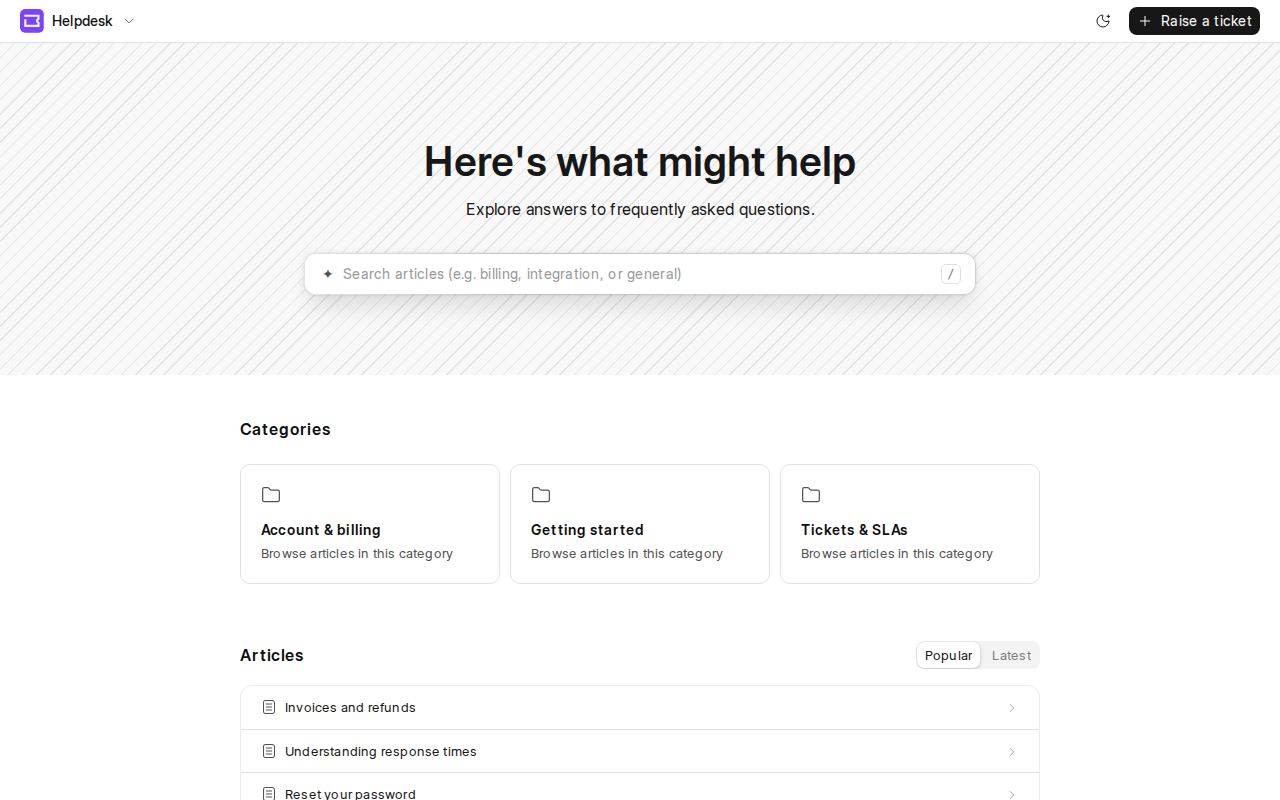 Helpdesk
Raise a ticket
Here's what might help
Explore answers to frequently asked questions.
Search articles (e.g. billing, integration, or general)
/
Categories
Account & billing
Browse articles in this category
Getting started
Browse articles in this category
Tickets & SLAs
Browse articles in this category
Articles
Popular
Latest
Invoices and refunds
Understanding response times
Reset your password